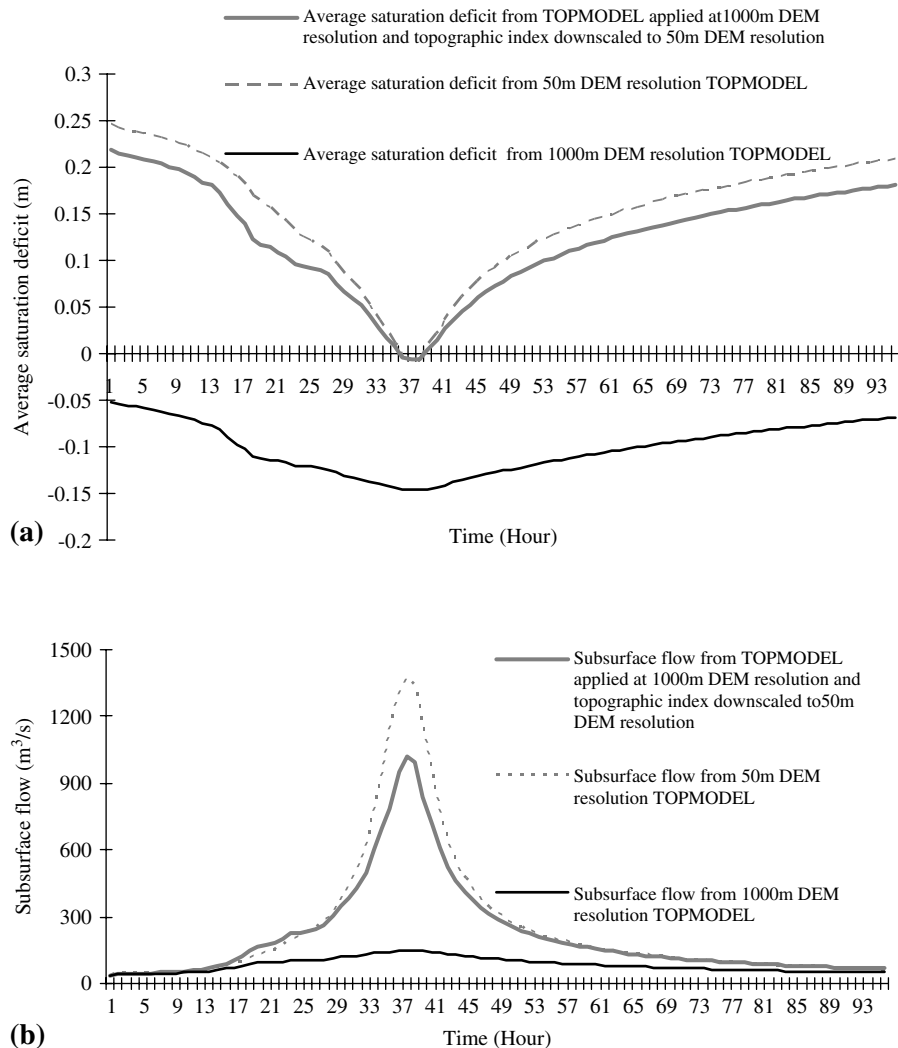 Average saturation deficit from TOPMODEL applied at1000m DEM
resolution and topographic index downscaled to 50m DEM resolution
Average saturation deficit from 50m DEM resolution TOPMODEL
Average saturation deficit from 1000m DEM resolution TOPMODEL
0.3
0.25
0.2
0.15
0.1
0.05
0
-0.05
-0.1
-0.15
-0.2
Average saturation deficit (m)
1 5 9 13 17 21 25 29 33 37 41 45 49 53 57 61 65 69 73 77 81 85 89 93
Time (Hour)
(a)
Subsurface flow from TOPMODEL
applied at 1000m DEM resolution and
topographic index downscaled to50m
DEM resolution
Subsurface flow from 50m DEM
resolution TOPMODEL
Subsurface flow from 1000m DEM
resolution TOPMODEL
1500
1200
900
600
300
0
Subsurface flow (m³/s)
1 5 9 13 17 21 25 29 33 37 41 45 49 53 57 61 65 69 73 77 81 85 89 93
Time (Hour)
(b)